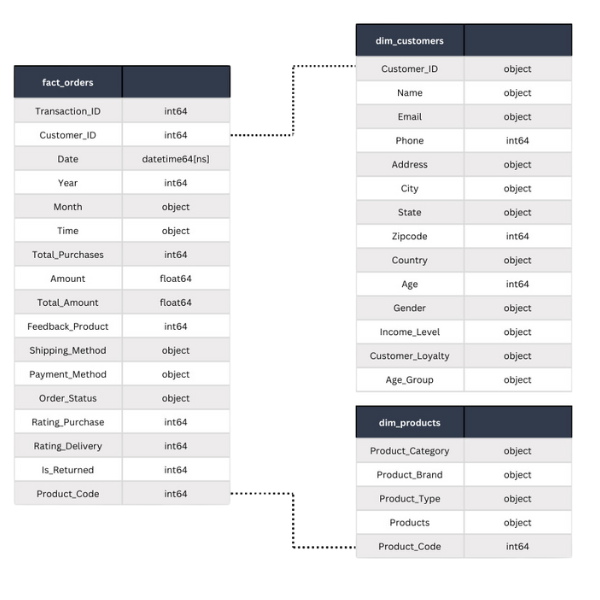 fact_orders
Transaction_ID int64
Customer_ID int64
Date datetime64[ns]
Year int64
Month object
Time object
Total_Purchases int64
Amount float64
Total_Amount float64
Feedback_Product int64
Shipping_Method object
Payment_Method object
Order_Status object
Rating_Purchase int64
Rating_Delivery int64
Is_Returned int64
Product_Code int64
dim_customers
Customer_ID object
Name object
Email object
Phone int64
Address object
City object
State object
Zipcode int64
Country object
Age int64
Gender object
Income_Level object
Customer_Loyalty object
Age_Group object
dim_products
Product_Category object
Product_Brand object
Product_Type object
Products object
Product_Code int64